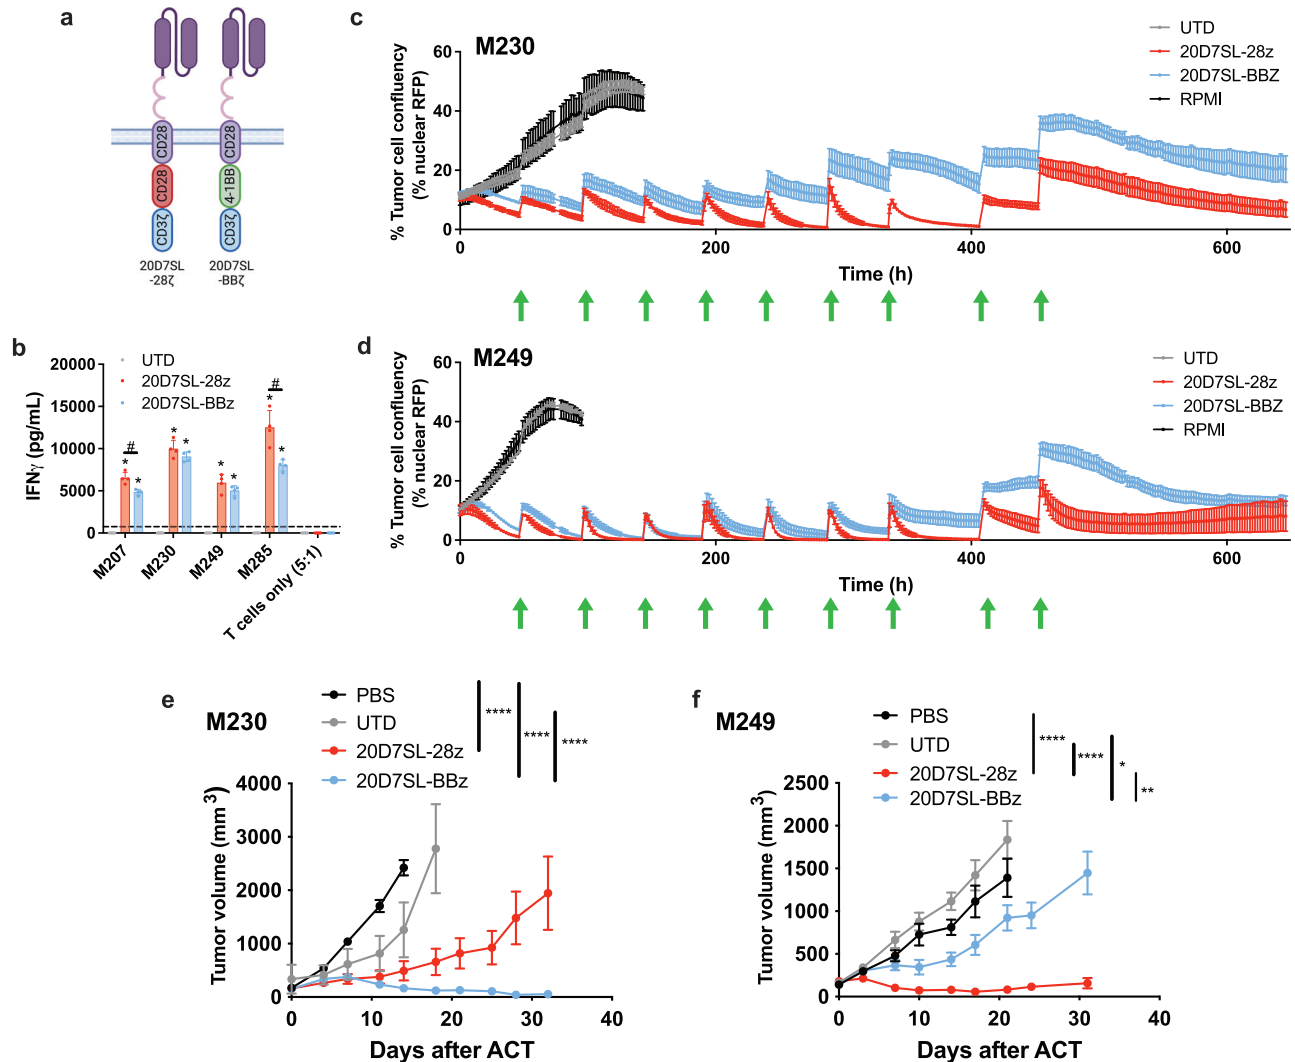 a
CD28
CD28
CD3ζ
CD28
4-1BB
CD3ζ
20D7SL
-28ζ
20D7SL
-BBζ
b
UTD
20D7SL-28z
20D7SL-BBz
IFNγ (pg/mL)
20000
15000
10000
5000
0
#
*
*
*
*
*
*
#
*
*
M207
M230
M249
M285
T cells only (5:1)
c
M230
UTD
20D7SL-28z
20D7SL-BBZ
RPMI
% Tumor cell confluency
(% nuclear RFP)
60
40
20
0
0
200
400
600
Time (h)
d
M249
UTD
20D7SL-28z
20D7SL-BBZ
RPMI
% Tumor cell confluency
(% nuclear RFP)
60
40
20
0
0
200
400
600
Time (h)
e
M230
PBS
UTD
20D7SL-28z
20D7SL-BBz
****
****
****
Tumor volume (mm³)
4000
3000
2000
1000
0
0
10
20
30
40
Days after ACT
f
M249
PBS
UTD
20D7SL-28z
20D7SL-BBz
****
****
*
**
Tumor volume (mm³)
2500
2000
1500
1000
500
0
0
10
20
30
40
Days after ACT